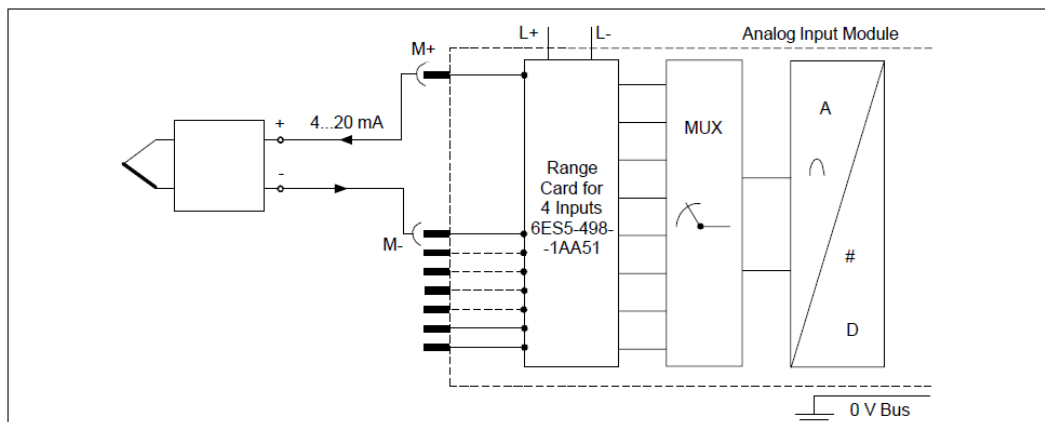 L+ L- Analog Input Module
M+
+ 4...20 mA
-
M-
Range
Card for
4 Inputs
6ES5-498-
-1AA51
MUX
A
#
D
0 V Bus